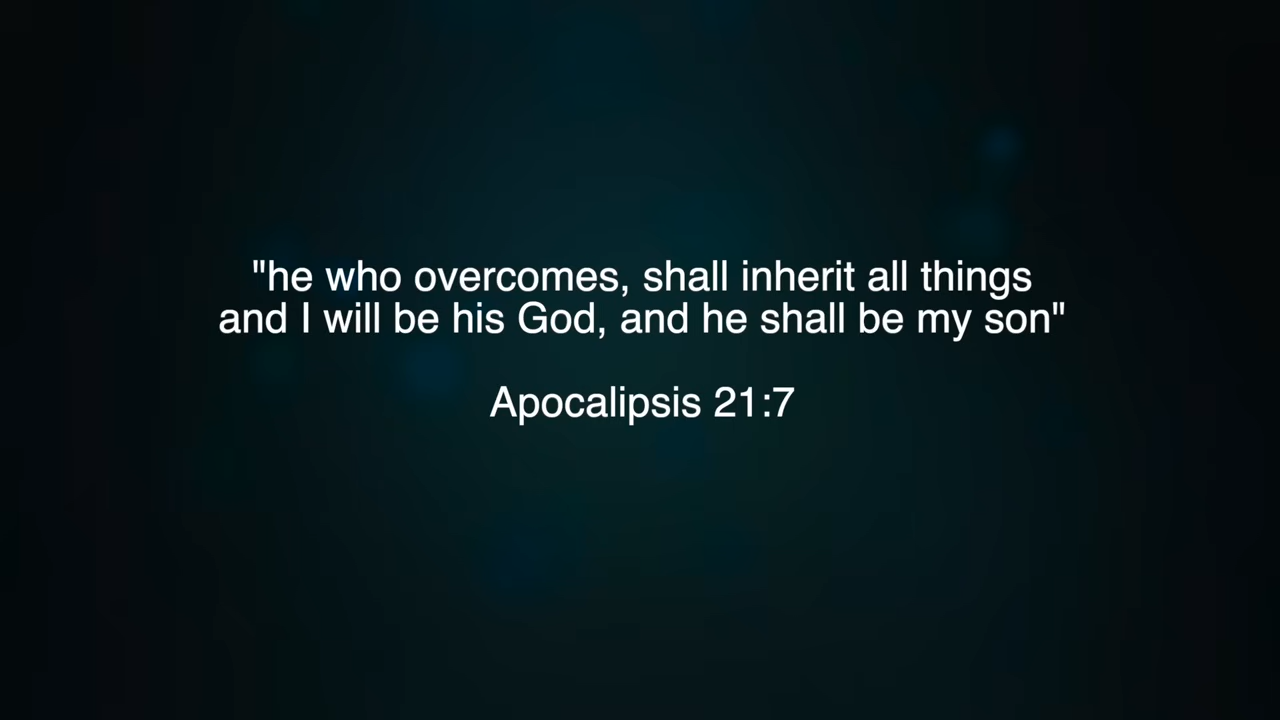 "he who overcomes, shall inherit all things
and I will be his God, and he shall be my son"
Apocalipsis 21:7